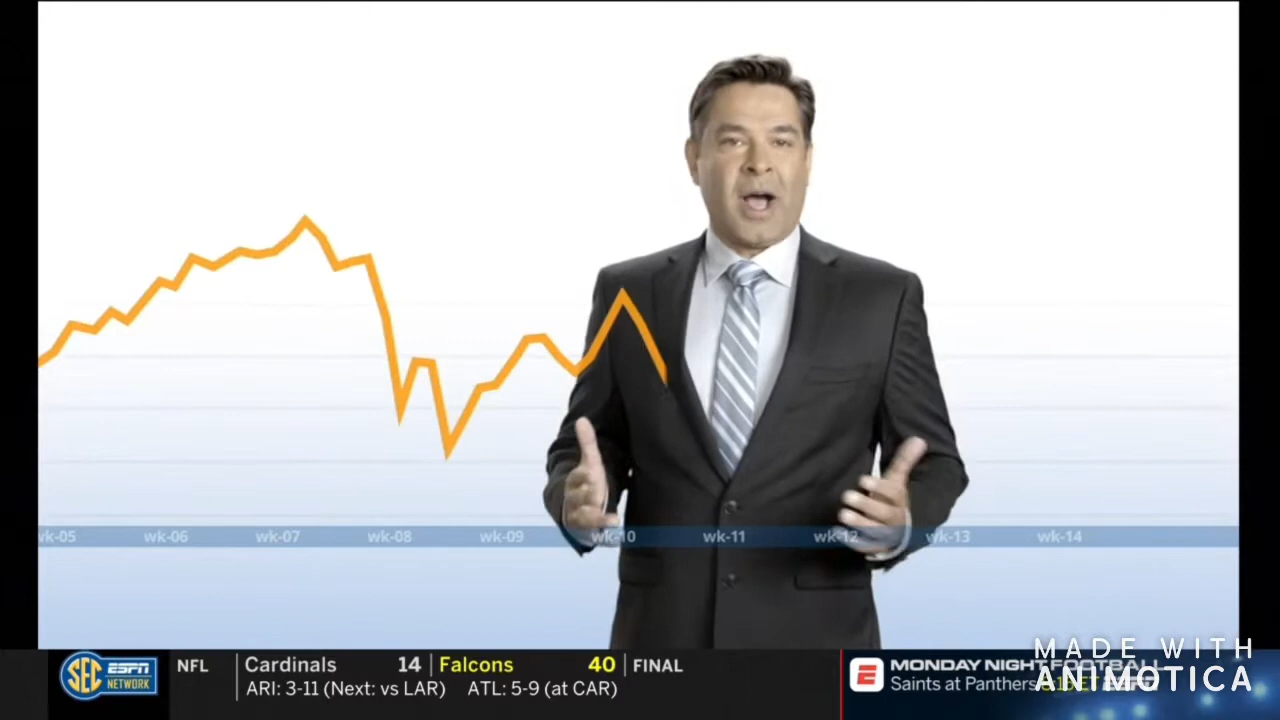 wk-05 wk-06 wk-07 wk-08 wk-09 wk-10 wk-11 wk-12 wk-13 wk-14
SEC ESPN NETWORK
NFL
Cardinals 14 Falcons 40 FINAL
ARI: 3-11 (Next: vs LAR) ATL: 5-9 (at CAR)
MONDAY NIGHT FOOTBALL
Saints at Panthers
MADE WITH
ANIMOTICA